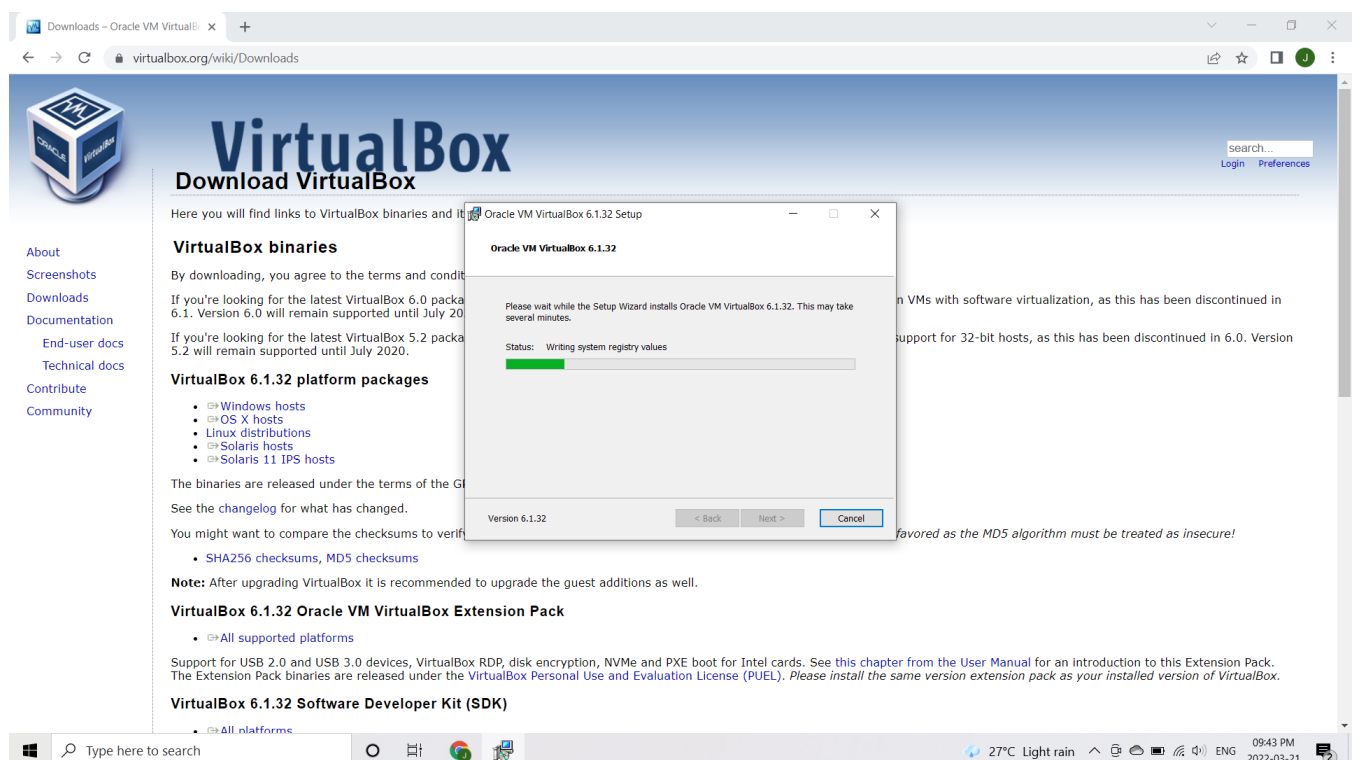 Downloads – Oracle VM VirtualB
virtualbox.org/wiki/Downloads
J
ORACLE
VirtualBox
VirtualBox
search...
Login Preferences
About
Screenshots
Downloads
Documentation
End-user docs
Technical docs
Contribute
Community
Download VirtualBox
Here you will find links to VirtualBox binaries and it
VirtualBox binaries
By downloading, you agree to the terms and condit
If you're looking for the latest VirtualBox 6.0 packa n VMs with software virtualization, as this has been discontinued in
6.1. Version 6.0 will remain supported until July 20
If you're looking for the latest VirtualBox 5.2 packa support for 32-bit hosts, as this has been discontinued in 6.0. Version
5.2 will remain supported until July 2020.
VirtualBox 6.1.32 platform packages
Windows hosts
OS X hosts
Linux distributions
Solaris hosts
Solaris 11 IPS hosts
The binaries are released under the terms of the G
See the changelog for what has changed.
You might want to compare the checksums to verify favored as the MD5 algorithm must be treated as insecure!
SHA256 checksums, MD5 checksums
Note: After upgrading VirtualBox it is recommended to upgrade the guest additions as well.
VirtualBox 6.1.32 Oracle VM VirtualBox Extension Pack
All supported platforms
Support for USB 2.0 and USB 3.0 devices, VirtualBox RDP, disk encryption, NVMe and PXE boot for Intel cards. See this chapter from the User Manual for an introduction to this Extension Pack.
The Extension Pack binaries are released under the VirtualBox Personal Use and Evaluation License (PUEL). Please install the same version extension pack as your installed version of VirtualBox.
VirtualBox 6.1.32 Software Developer Kit (SDK)
All platforms
Oracle VM VirtualBox 6.1.32 Setup
Oracle VM VirtualBox 6.1.32
Please wait while the Setup Wizard installs Oracle VM VirtualBox 6.1.32. This may take
several minutes.
Status: Writing system registry values
Version 6.1.32
< Back Next > Cancel
Type here to search
27°C Light rain
ENG
09:43 PM
2022-03-21
2